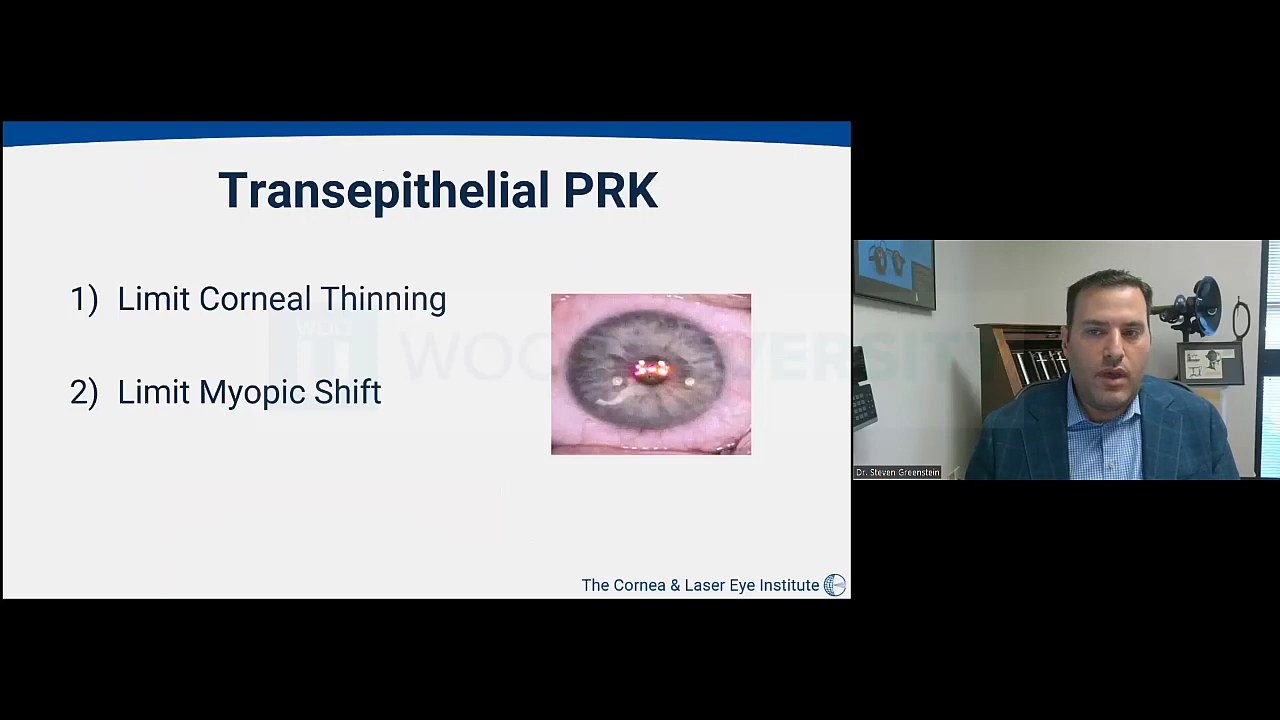 Transepithelial PRK
1) Limit Corneal Thinning
2) Limit Myopic Shift
The Cornea & Laser Eye Institute
Dr. Steven Greenstein